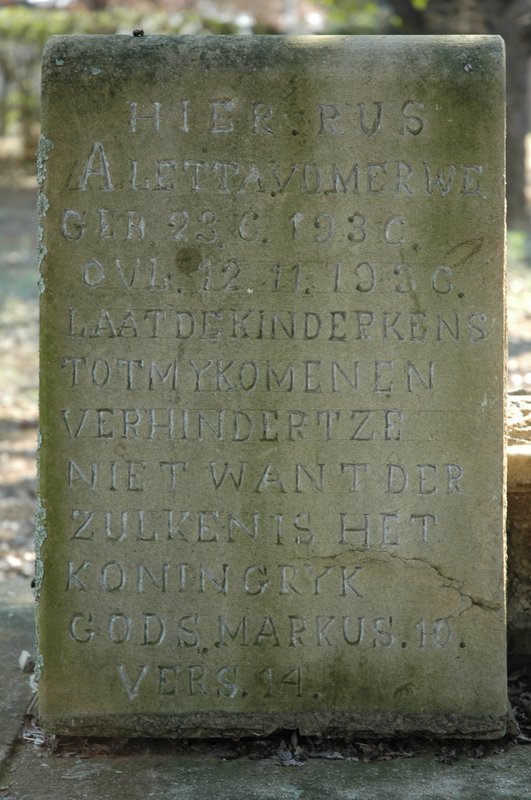 HIER RUS
ALETTA.V.D.MERWE
GEB 23 6 1936.
OVL. 12.11.1936.
LAAT DE KINDERKENS
TOT MY KOMEN EN
VERHINDERT ZE
NIET WANT DER
ZULKEN IS HET
KONINGRYK
GODS.MARKUS.10.
VERS.14.